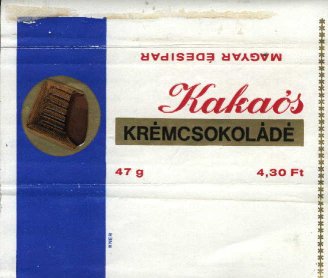 MAGYAR ÉDESIPAR
Kakaós
KRÉMCSOKOLÁDÉ
47 g
4,30 Ft